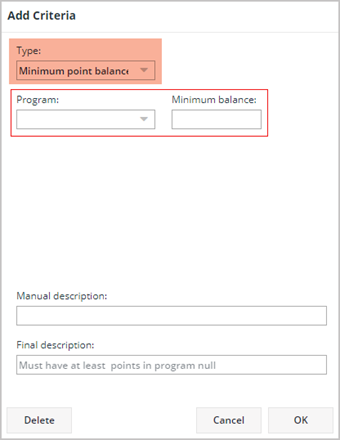 Add Criteria
Type:
Minimum point balance
Program: Minimum balance:
Manual description:
Final description:
Must have at least  points in program null
Delete Cancel OK